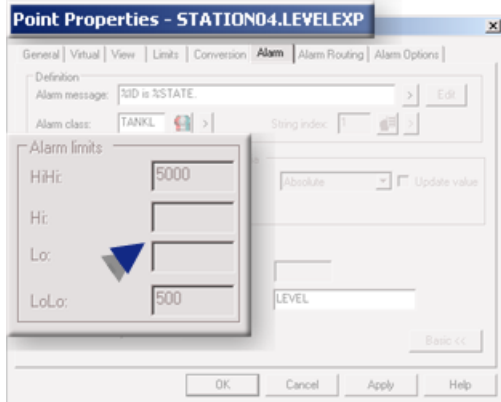 Point Properties - STATION04.LEVELEXP
General Virtual View Limits Conversion Alarm Alarm Routing Alarm Options
Definition
Alarm message: %ID is %STATE. > Edit
Alarm class: TANKL > String index: 1 >
Alarm limits
HiHi: 5000
Absolute Update value
Hi:
Lo:
LoLo: 500
LEVEL
Basic <<
OK Cancel Apply Help